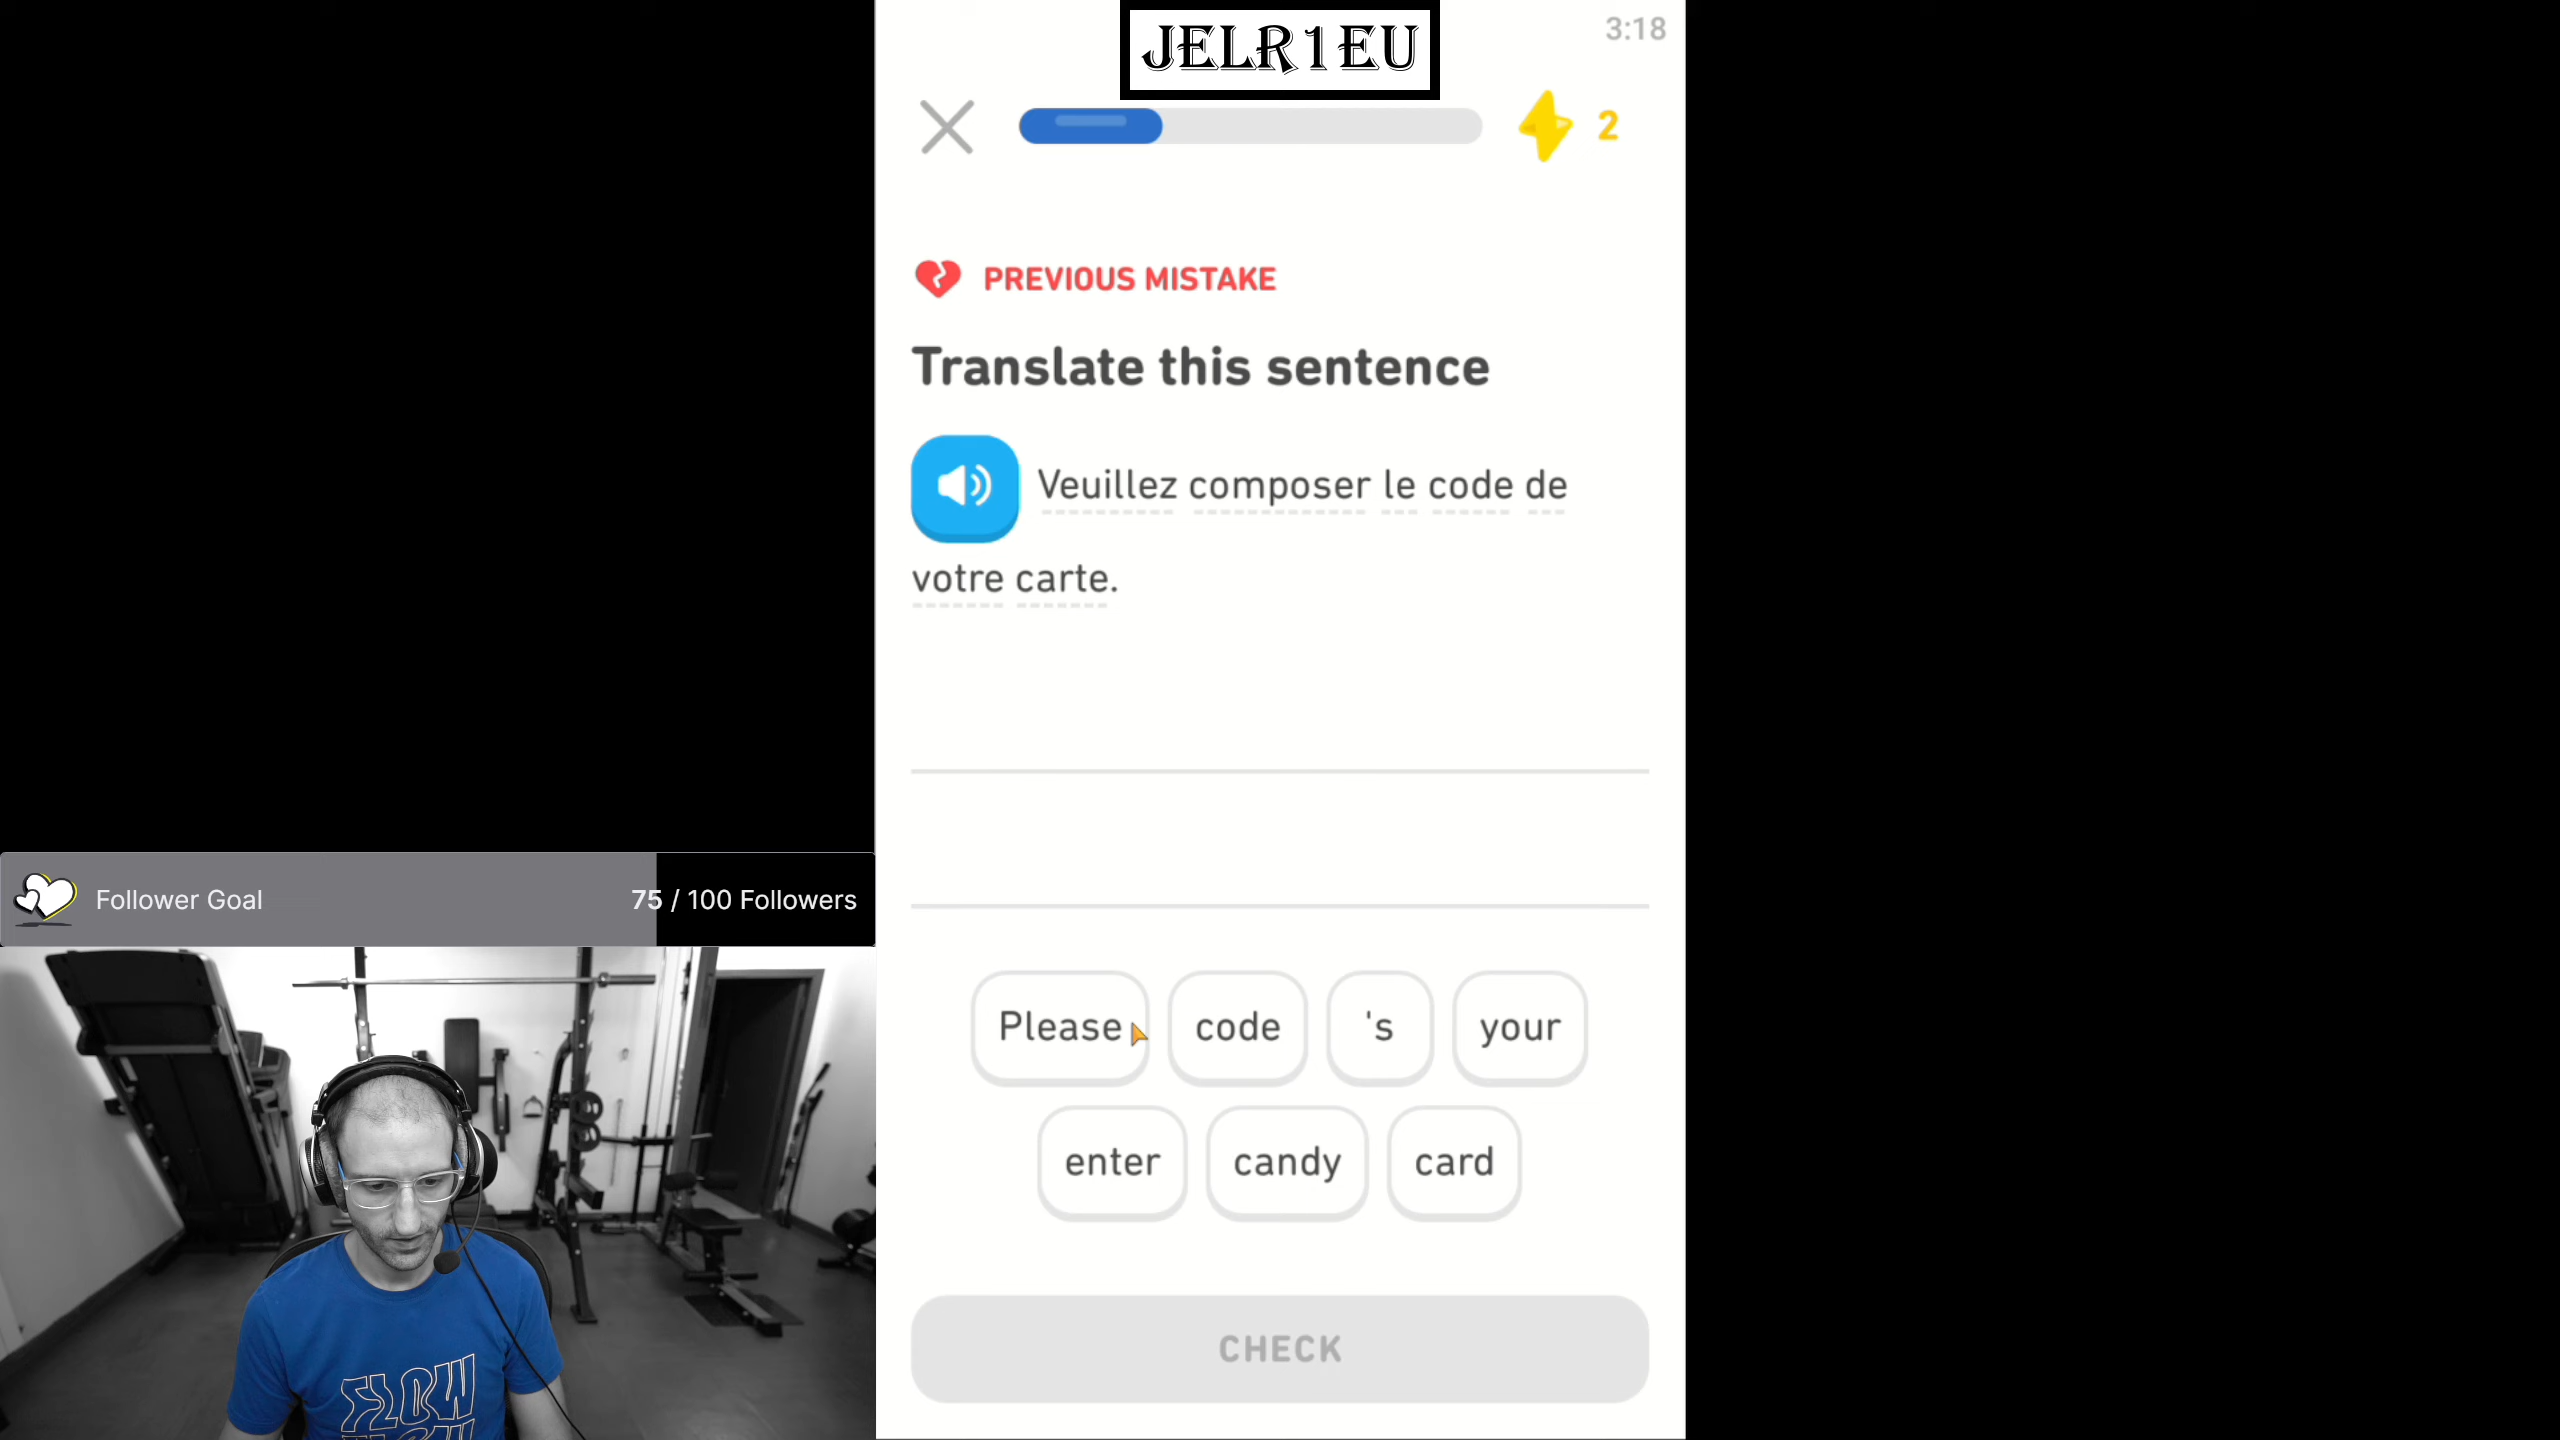 JELR1EU
3:18
2
PREVIOUS MISTAKE
Translate this sentence
Veuillez composer le code de
votre carte.
Follower Goal
75 / 100 Followers
Please code 's your
enter candy card
CHECK
FLOW